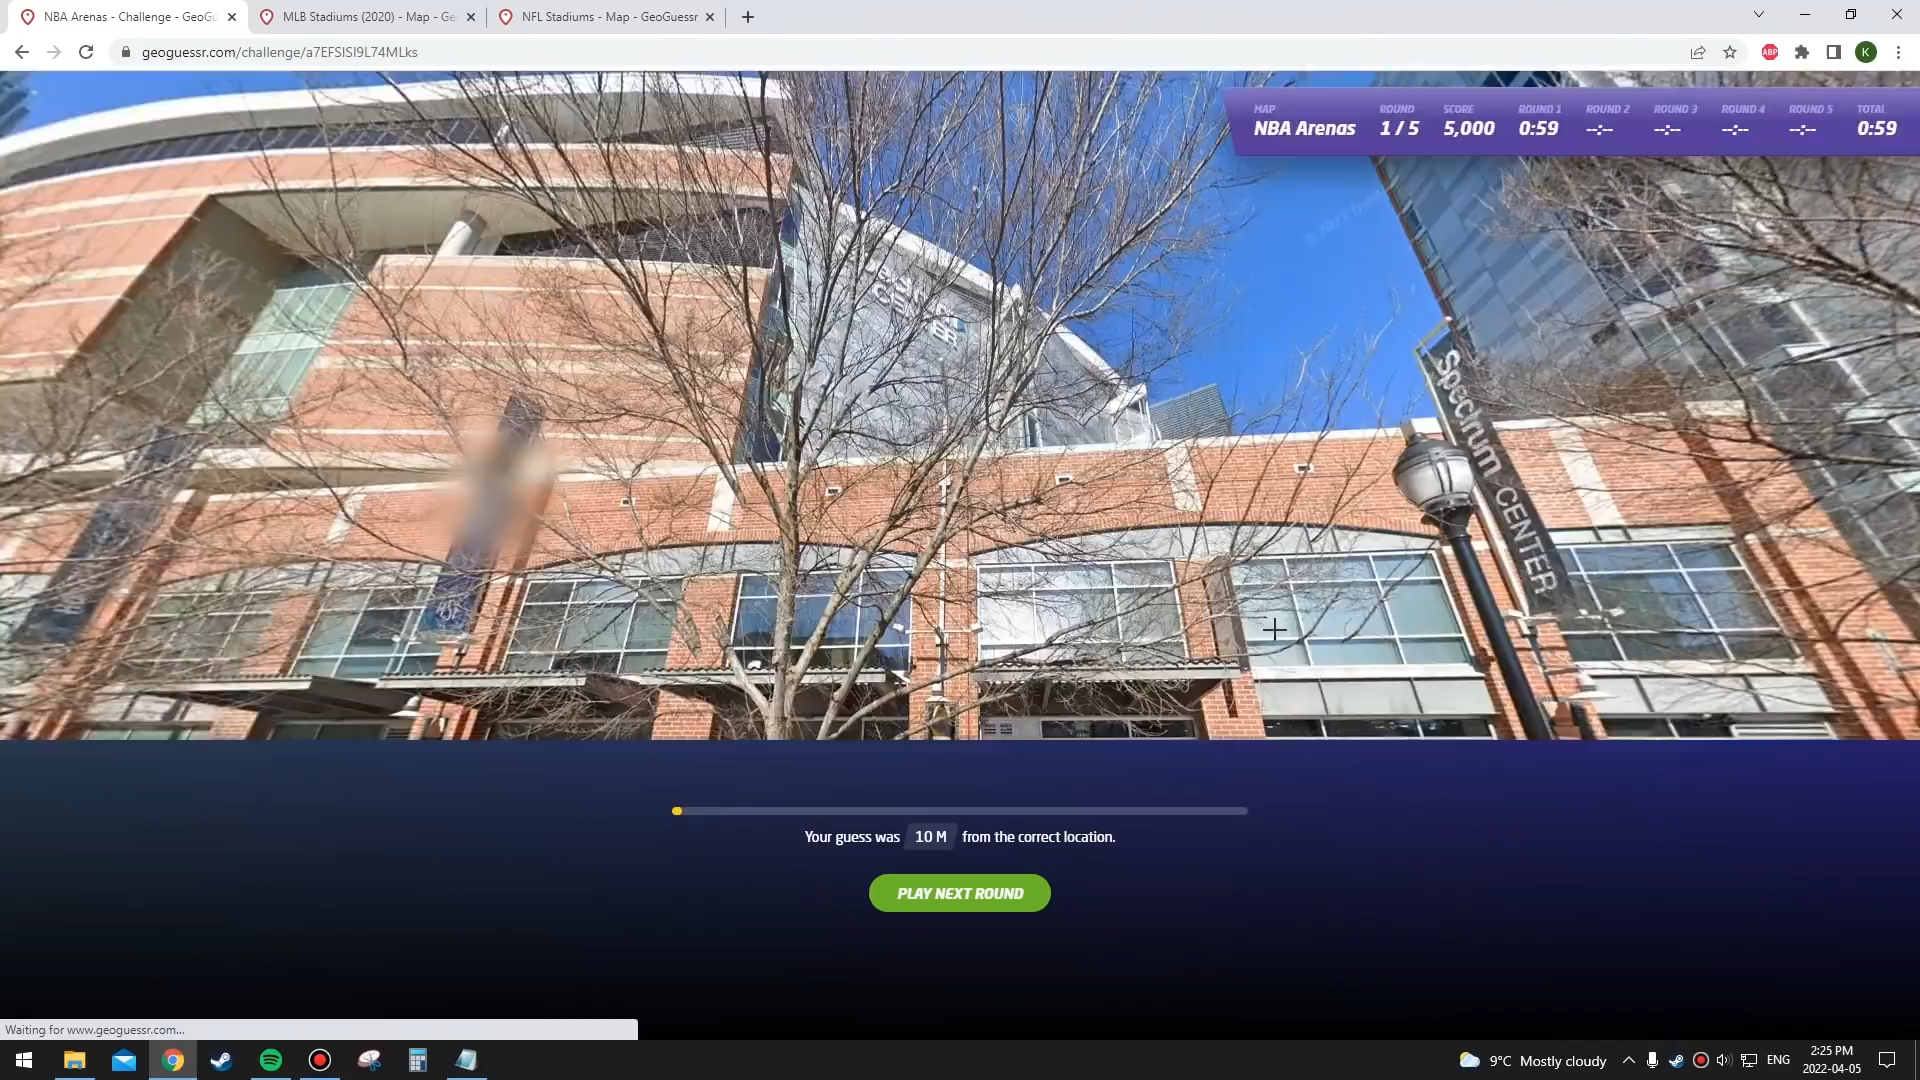 NBA Arenas - Challenge - GeoGu
MLB Stadiums (2020) - Map - Ge
NFL Stadiums - Map - GeoGuessr
geoguessr.com/challenge/a7EFSISI9L74MLks
ABP
K
MAP
NBA Arenas
ROUND
1 / 5
SCORE
5,000
ROUND 1
0:59
ROUND 2
--:--
ROUND 3
--:--
ROUND 4
--:--
ROUND 5
--:--
TOTAL
0:59
Spectrum CENTER
Your guess was 10 M from the correct location.
PLAY NEXT ROUND
Waiting for www.geoguessr.com...
9°C Mostly cloudy
ENG
2:25 PM
2022-04-05